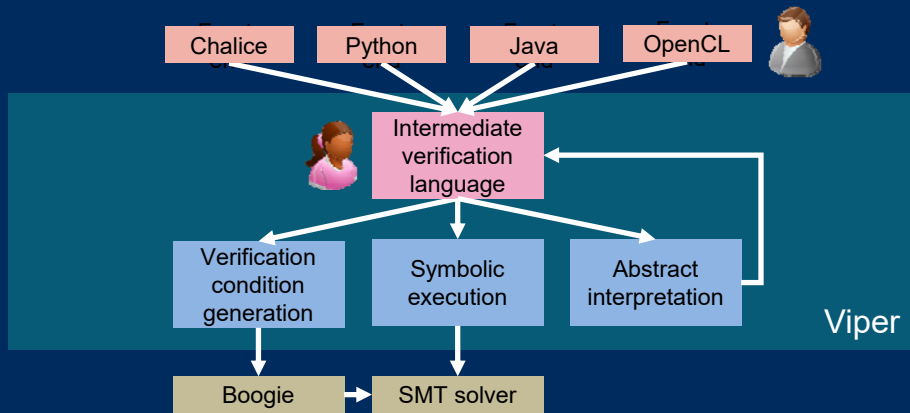 Chalice
Python
Java
OpenCL
Intermediate
verification
language
Verification
condition
generation
Symbolic
execution
Abstract
interpretation
Viper
Boogie
SMT solver